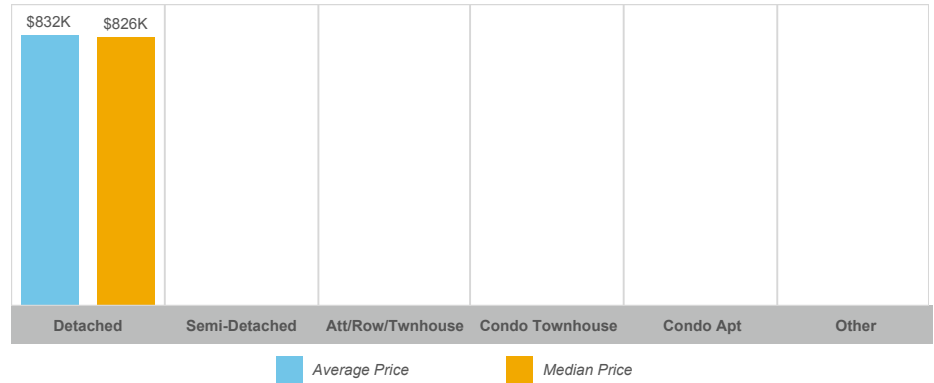 $832K $826K
Detached Semi-Detached Att/Row/Twnhouse Condo Townhouse Condo Apt Other
Average Price Median Price